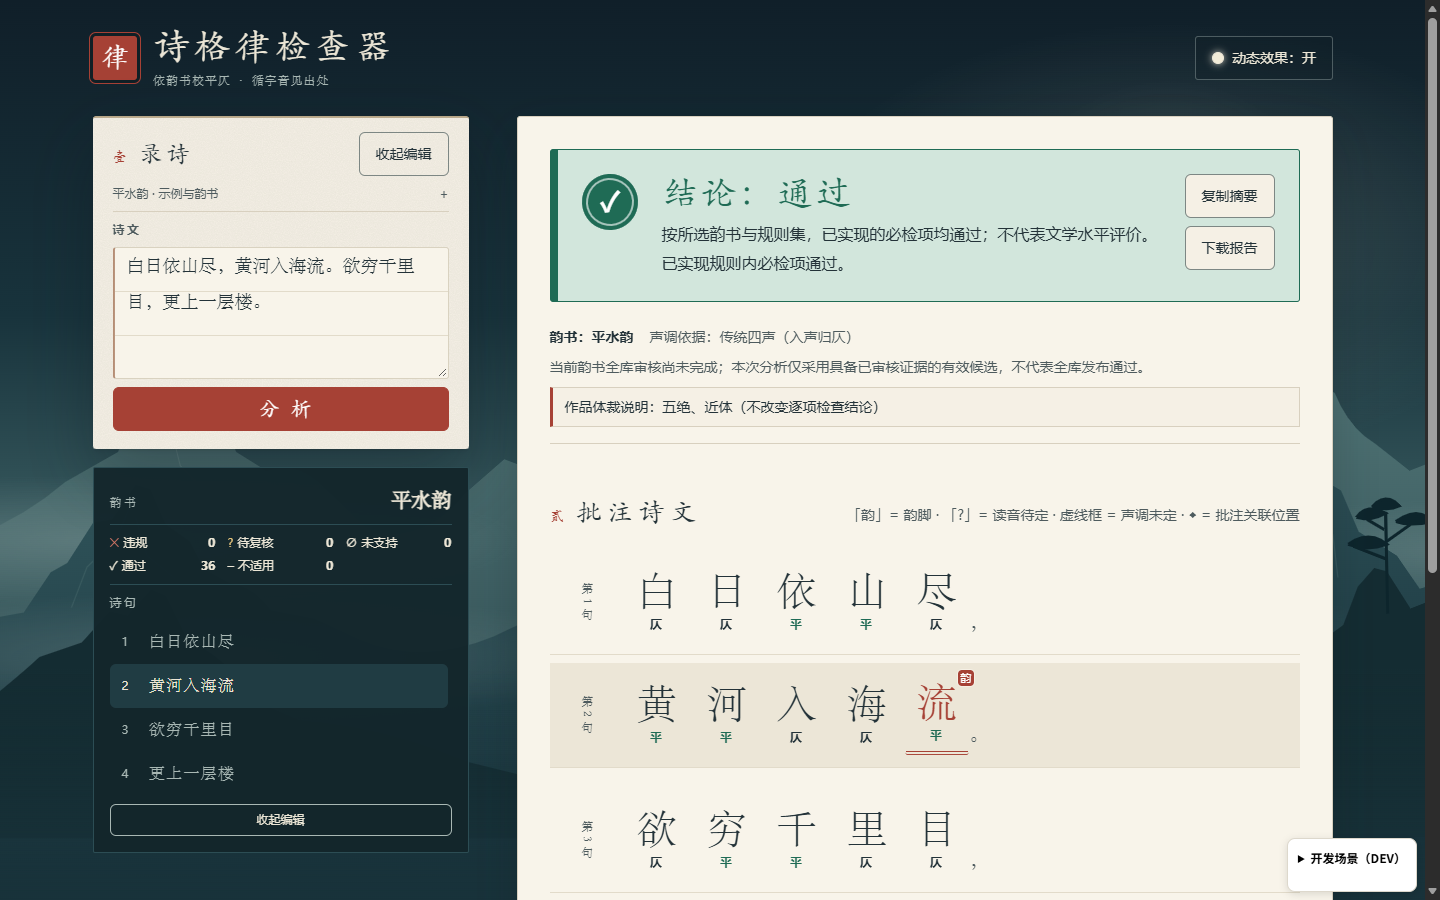 律
诗格律检查器
依韵书校平仄 · 循字音见出处
动态效果：开
壹 录诗
收起编辑
平水韵 · 示例与韵书 +
诗文
白日依山尽，黄河入海流。欲穷千里
目，更上一层楼。
分析
韵书 平水韵
✕ 违规 0 ? 待复核 0 ⊘ 未支持 0
✓ 通过 36 – 不适用 0
诗句
1 白日依山尽
2 黄河入海流
3 欲穷千里目
4 更上一层楼
收起编辑
结论：通过
按所选韵书与规则集，已实现的必检项均通过；不代表文学水平评价。
已实现规则内必检项通过。
复制摘要
下载报告
韵书：平水韵 声调依据：传统四声（入声归仄）
当前韵书全库审核尚未完成；本次分析仅采用具备已审核证据的有效候选，不代表全库发布通过。
作品体裁说明：五绝、近体（不改变逐项检查结论）
贰 批注诗文
「韵」= 韵脚 ·「?」= 读音待定 · 虚线框 = 声调未定 · ◆ = 批注关联位置
第1句
白日依山尽，
仄 仄 平 平 仄
第2句
黄河入海流。
韵
平 平 仄 仄 平
第3句
欲穷千里目，
仄 平 平 仄 仄
▶ 开发场景（DEV）